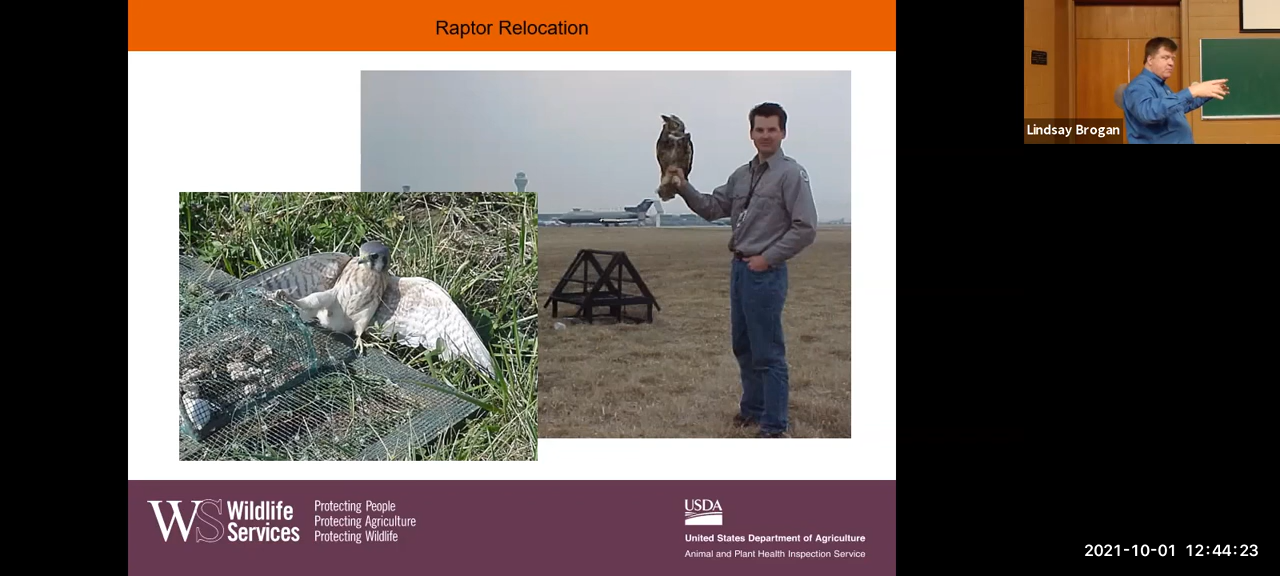 Raptor Relocation
Lindsay Brogan
WS Wildlife Services
Protecting People
Protecting Agriculture
Protecting Wildlife
USDA
United States Department of Agriculture
Animal and Plant Health Inspection Service
2021-10-01 12:44:23